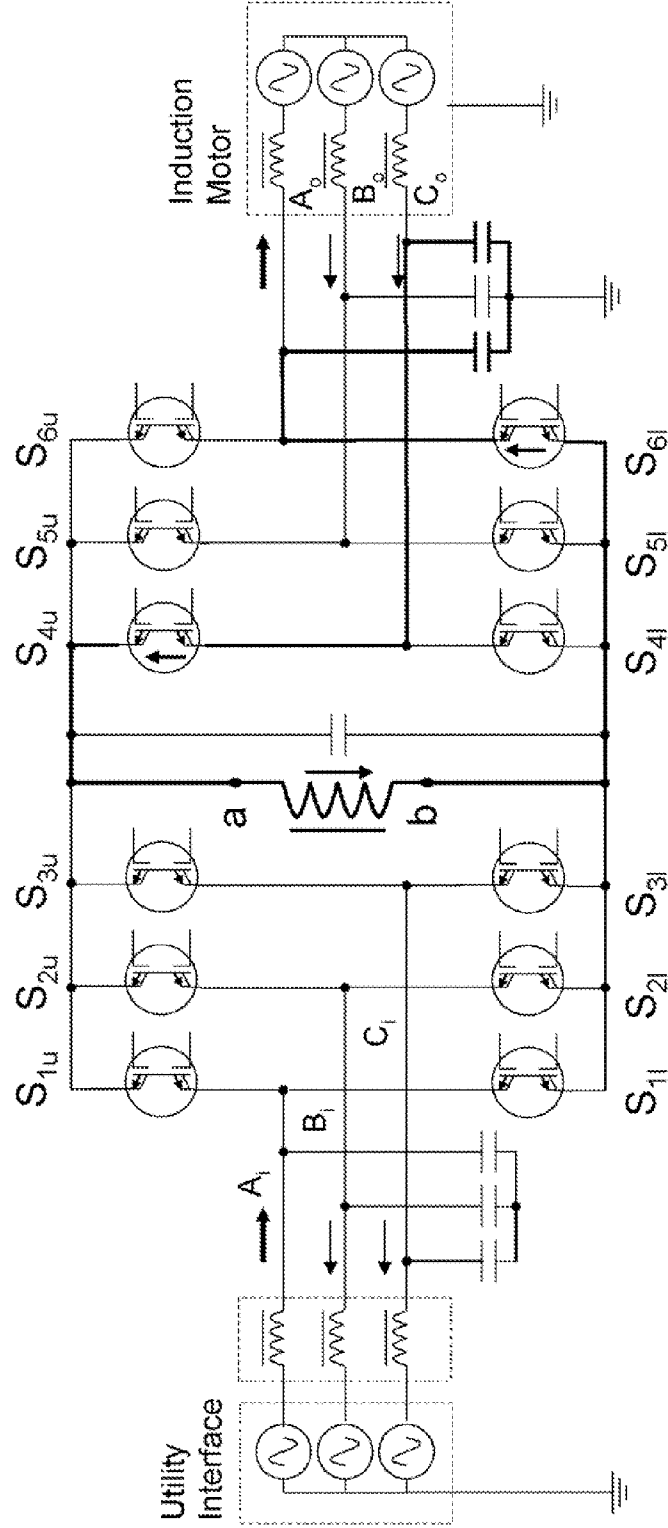 Utility
Interface
Induction
Motor
S1u
S2u
S3u
S4u
S5u
S6u
Ai
Bi
Ci
a
b
Ao
Bo
Co
S1l
S2l
S3l
S4l
S5l
S6l